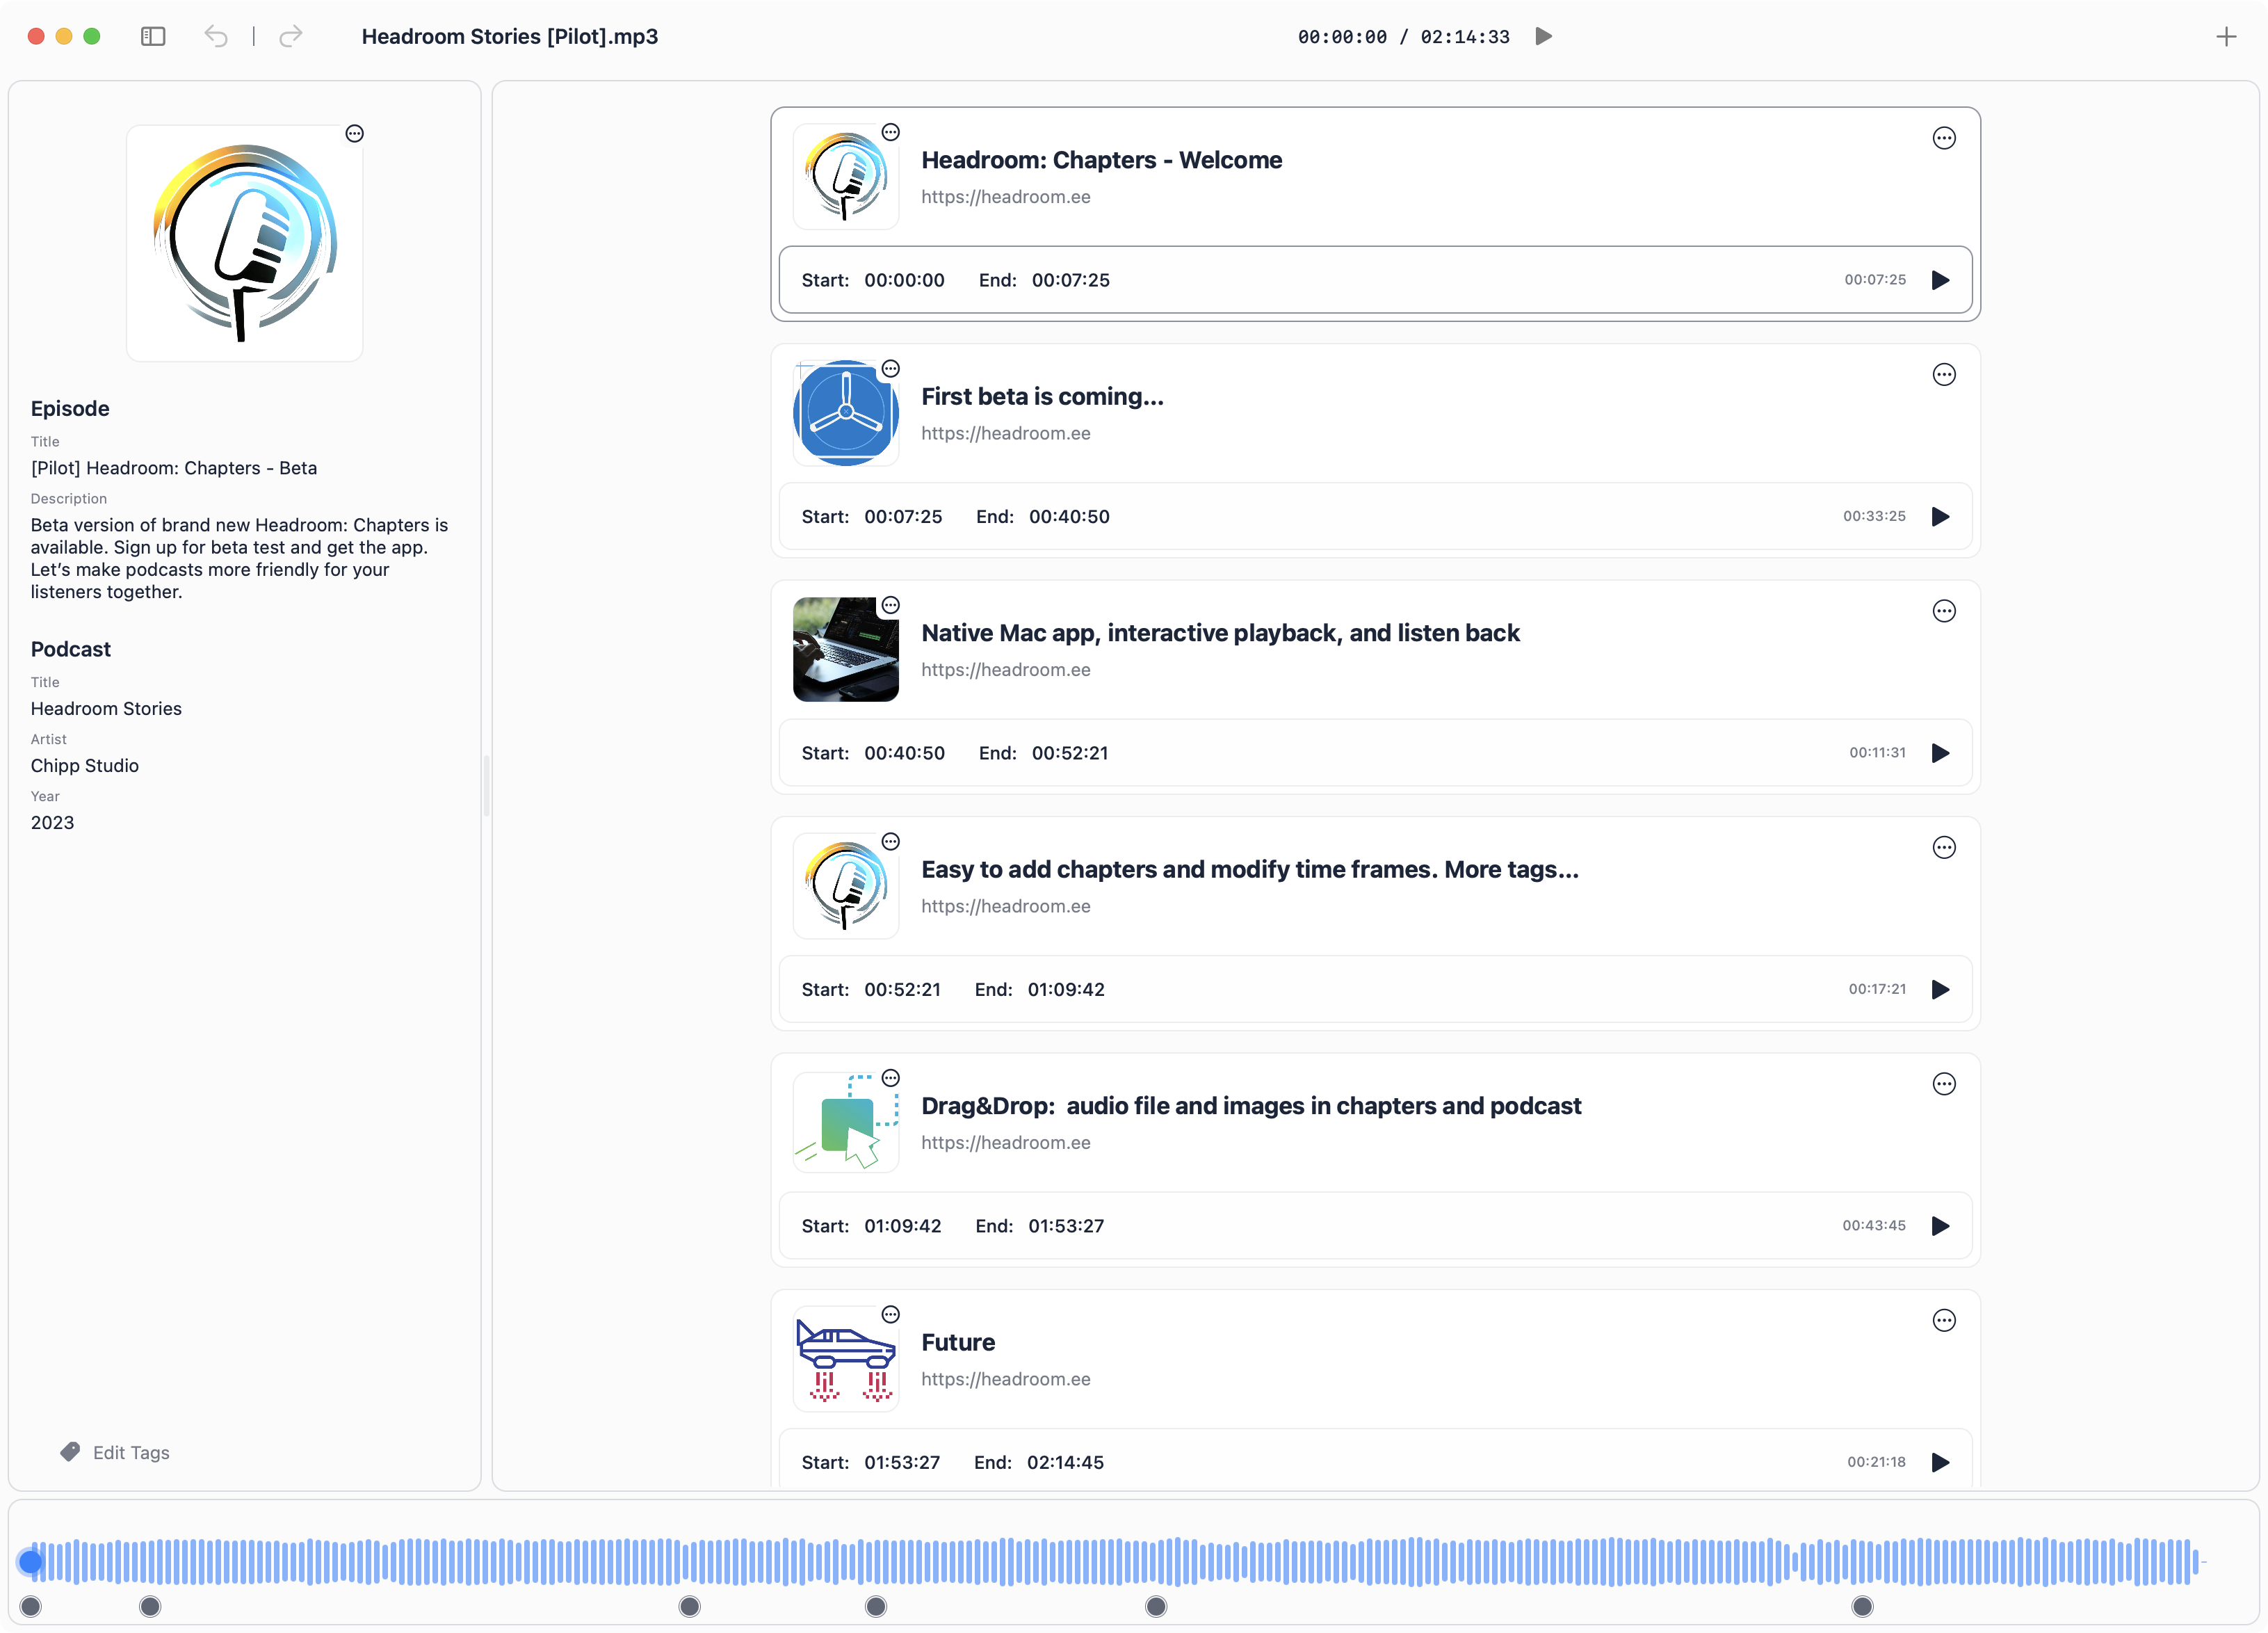 Headroom Stories [Pilot].mp3
00:00:00 / 02:14:33
Episode
Title
[Pilot] Headroom: Chapters - Beta
Description
Beta version of brand new Headroom: Chapters is
available. Sign up for beta test and get the app.
Let’s make podcasts more friendly for your
listeners together.
Podcast
Title
Headroom Stories
Artist
Chipp Studio
Year
2023
Edit Tags
Headroom: Chapters - Welcome
https://headroom.ee
Start: 00:00:00 End: 00:07:25 00:07:25
First beta is coming...
https://headroom.ee
Start: 00:07:25 End: 00:40:50 00:33:25
Native Mac app, interactive playback, and listen back
https://headroom.ee
Start: 00:40:50 End: 00:52:21 00:11:31
Easy to add chapters and modify time frames. More tags...
https://headroom.ee
Start: 00:52:21 End: 01:09:42 00:17:21
Drag&Drop:  audio file and images in chapters and podcast
https://headroom.ee
Start: 01:09:42 End: 01:53:27 00:43:45
Future
https://headroom.ee
Start: 01:53:27 End: 02:14:45 00:21:18